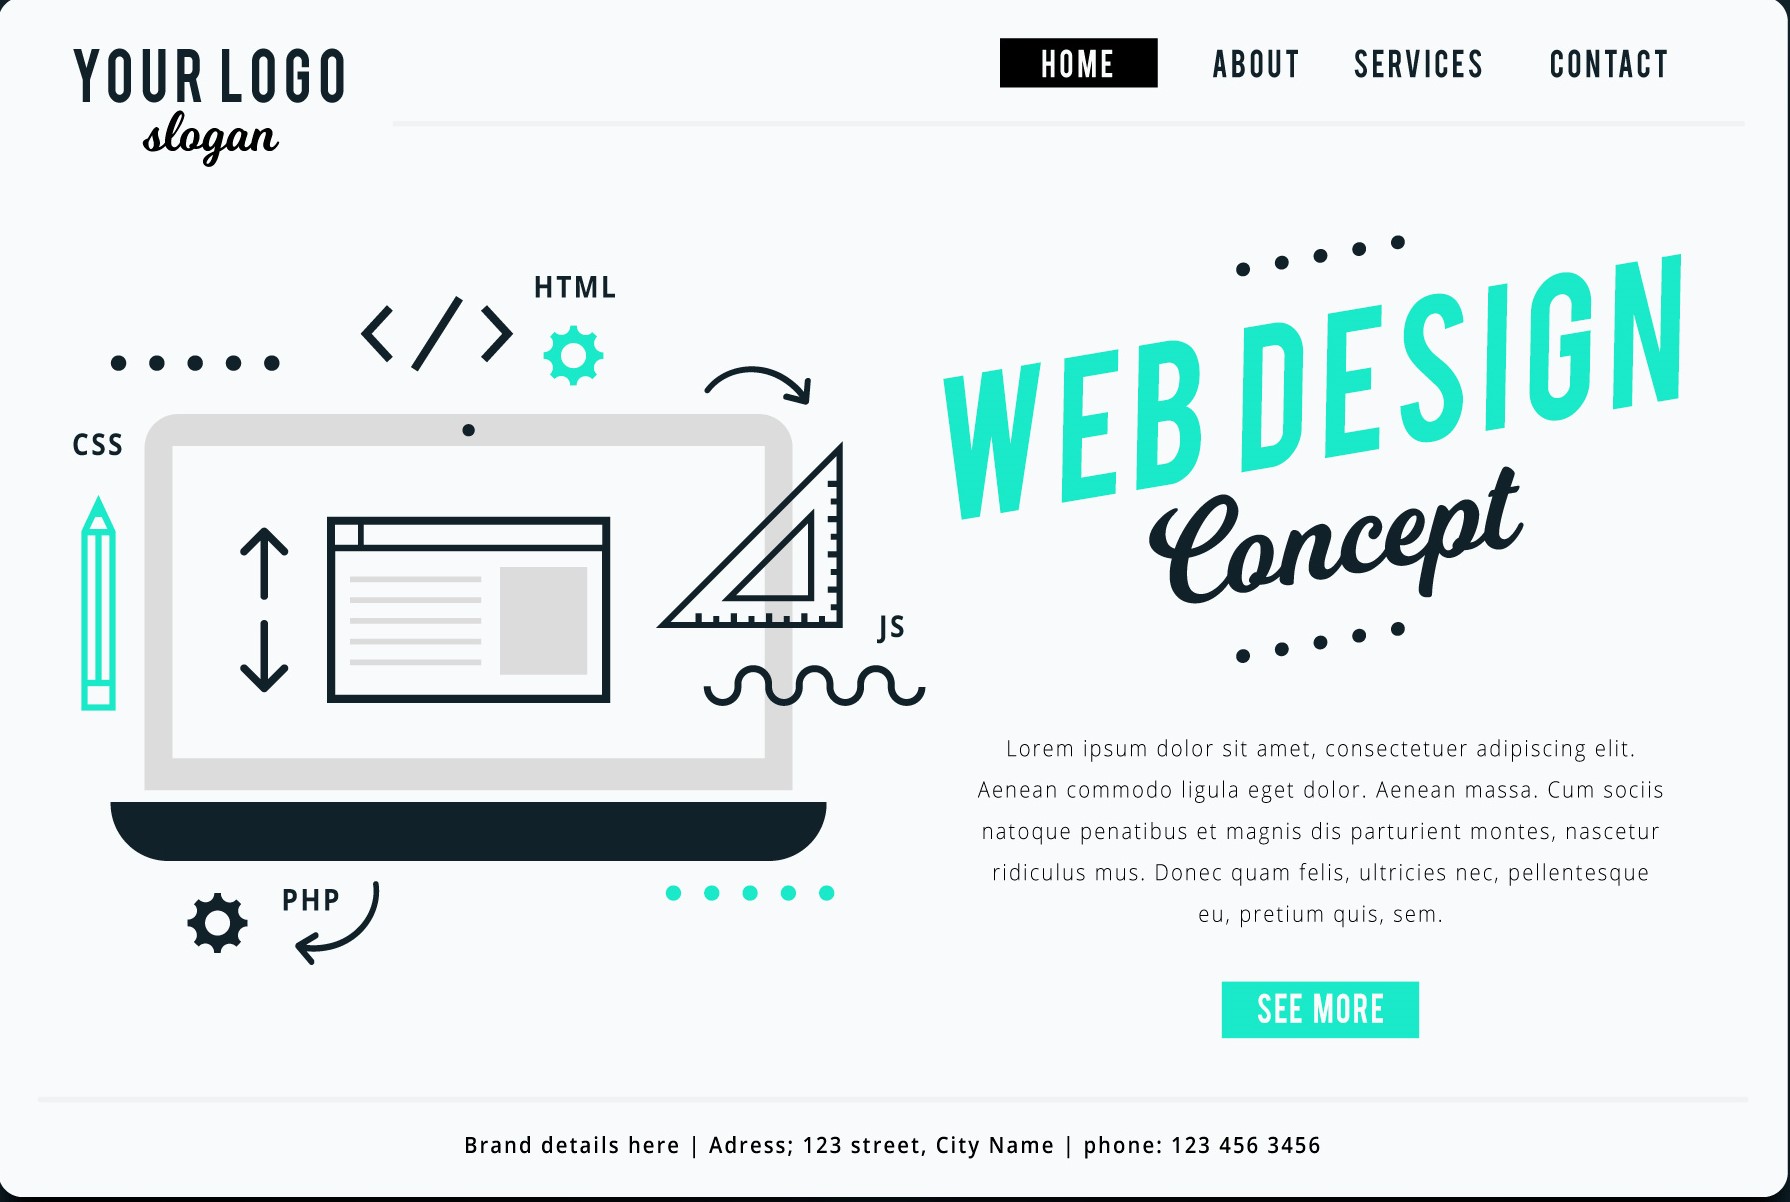 YOUR LOGO
slogan
HOME ABOUT SERVICES CONTACT
HTML
CSS
JS
PHP
WEB DESIGN
Concept
Lorem ipsum dolor sit amet, consectetuer adipiscing elit.
Aenean commodo ligula eget dolor. Aenean massa. Cum sociis
natoque penatibus et magnis dis parturient montes, nascetur
ridiculus mus. Donec quam felis, ultricies nec, pellentesque
eu, pretium quis, sem.
SEE MORE
Brand details here | Adress; 123 street, City Name | phone: 123 456 3456